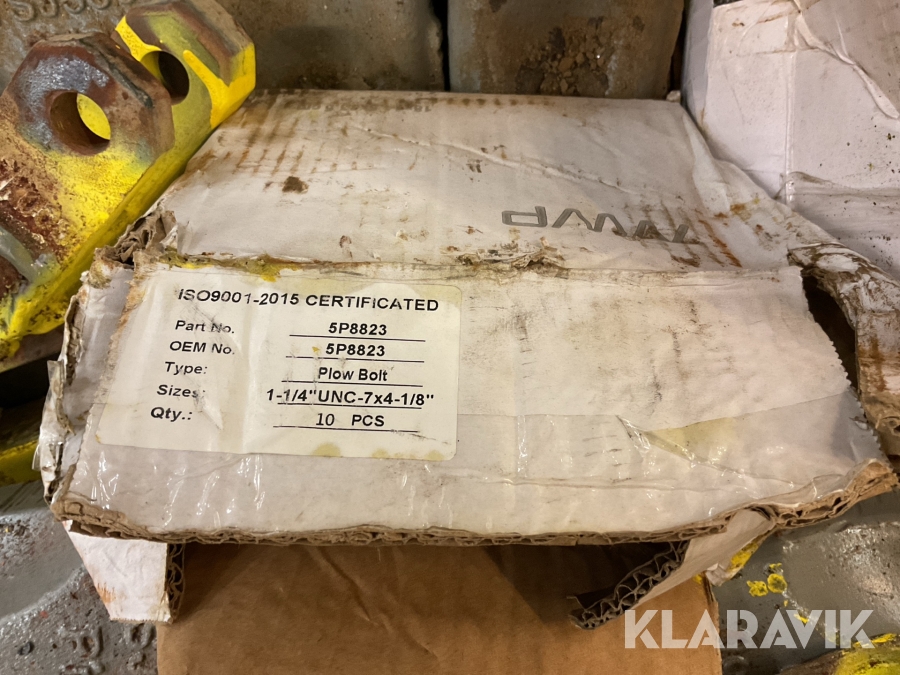 ISO9001-2015 CERTIFICATED
Part No. 5P8823
OEM No. 5P8823
Type: Plow Bolt
Sizes: 1-1/4"UNC-7x4-1/8"
Qty.: 10 PCS
KLARAVIK